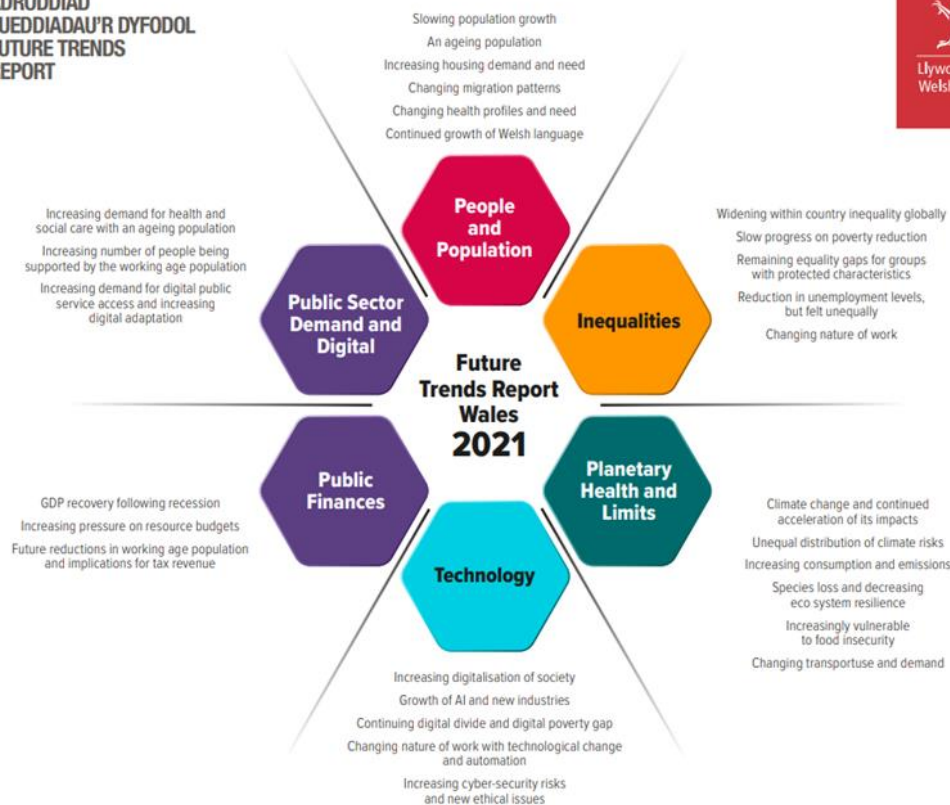 UEDDIADAU'R DYFODOL
UTURE TRENDS
EPORT
Slowing population growth
An ageing population
Increasing housing demand and need
Changing migration patterns
Changing health profiles and need
Continued growth of Welsh language
Llywo
Wels
People
and
Population
Increasing demand for health and
social care with an ageing population
Increasing number of people being
supported by the working age population
Increasing demand for digital public
service access and increasing
digital adaptation
Public Sector
Demand and
Digital
Inequalities
Widening within country inequality globally
Slow progress on poverty reduction
Remaining equality gaps for groups
with protected characteristics
Reduction in unemployment levels,
but felt unequally
Changing nature of work
Future
Trends Report
Wales
2021
Public
Finances
GDP recovery following recession
Increasing pressure on resource budgets
Future reductions in working age population
and implications for tax revenue
Planetary
Health and
Limits
Climate change and continued
acceleration of its impacts
Unequal distribution of climate risks
Increasing consumption and emissions
Species loss and decreasing
eco system resilience
Increasingly vulnerable
to food insecurity
Changing transportuse and demand
Technology
Increasing digitalisation of society
Growth of AI and new industries
Continuing digital divide and digital poverty gap
Changing nature of work with technological change
and automation
Increasing cyber-security risks
and new ethical issues